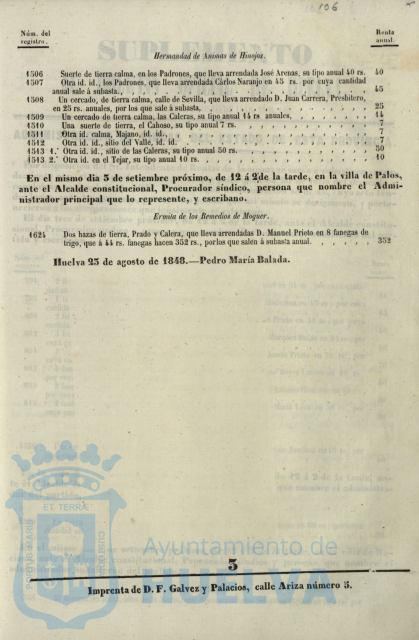 106
Núm. del registro.
Renta anual.
Hermandad de Animas de Hinojos.
1506 Suerte de tierra calma, en los Padrones, que lleva arrendada José Arenas, su tipo anual 40 rs. 40
1507 Otra id. id., los Padrones, que lleva arrendada Cárlos Naranjo en 45 rs. por cuya cantidad
anual sale á subasta. 45
1508 Un cercado, de tierra calma, calle de Sevilla, que lleva arrendado D. Juan Carrera, Presbitero,
en 25 rs. anuales, por los que sale á subasta. 25
1509 Un cercado de tierra calma, las Caleras, su tipo 14 rs anuales, 14
1510 Una suerte de tierra, el Cahoso, su tipo anual 7 rs. 7
1511 Otra id. calma, Majano, id. id., 7
1512 Otra id. id., sitio del Valle, id. id. 7
1513 1.º Otra id. id., sitio de las Caleras, su tipo anual 50 rs. 50
1513 2.º Otra id. en el Tejar, su tipo anual 10 rs. 10
En el mismo dia 5 de setiembre próximo, de 12 á 2 de la tarde, en la villa de Palos,
ante el Alcalde constitucional, Procurador síndico, persona que nombre el Admi-
nistrador principal que lo represente, y escribano.
Ermita de los Remedios de Moguer.
1624 Dos hazas de tierra, Prado y Calera, que lleva arrendadas D. Manuel Prieto en 8 fanegas de
trigo, que á 44 rs. fanegas hacen 352 rs., por los que salen á subasta anual. 352
Huelva 25 de agosto de 1848.—Pedro María Balada.
Ayuntamiento de
HUELVA
5
Imprenta de D. F. Galvez y Palacios, calle Ariza número 5.